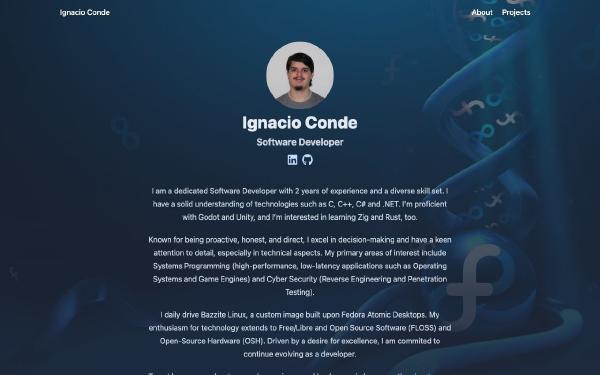 Ignacio Conde
About Projects
Ignacio Conde
Software Developer
I am a dedicated Software Developer with 2 years of experience and a diverse skill set. I
have a solid understanding of technologies such as C, C++, C# and .NET. I'm proficient
with Godot and Unity, and I'm interested in learning Zig and Rust, too.
Known for being proactive, honest, and direct, I excel in decision-making and have a keen
attention to detail, especially in technical aspects. My primary areas of interest include
Systems Programming (high-performance, low-latency applications such as Operating
Systems and Game Engines) and Cyber Security (Reverse Engineering and Penetration
Testing).
I daily drive Bazzite Linux, a custom image built upon Fedora Atomic Desktops. My
enthusiasm for technology extends to Free/Libre and Open Source Software (FLOSS) and
Open-Source Hardware (OSH). Driven by a desire for excellence, I am commited to
continue evolving as a developer.